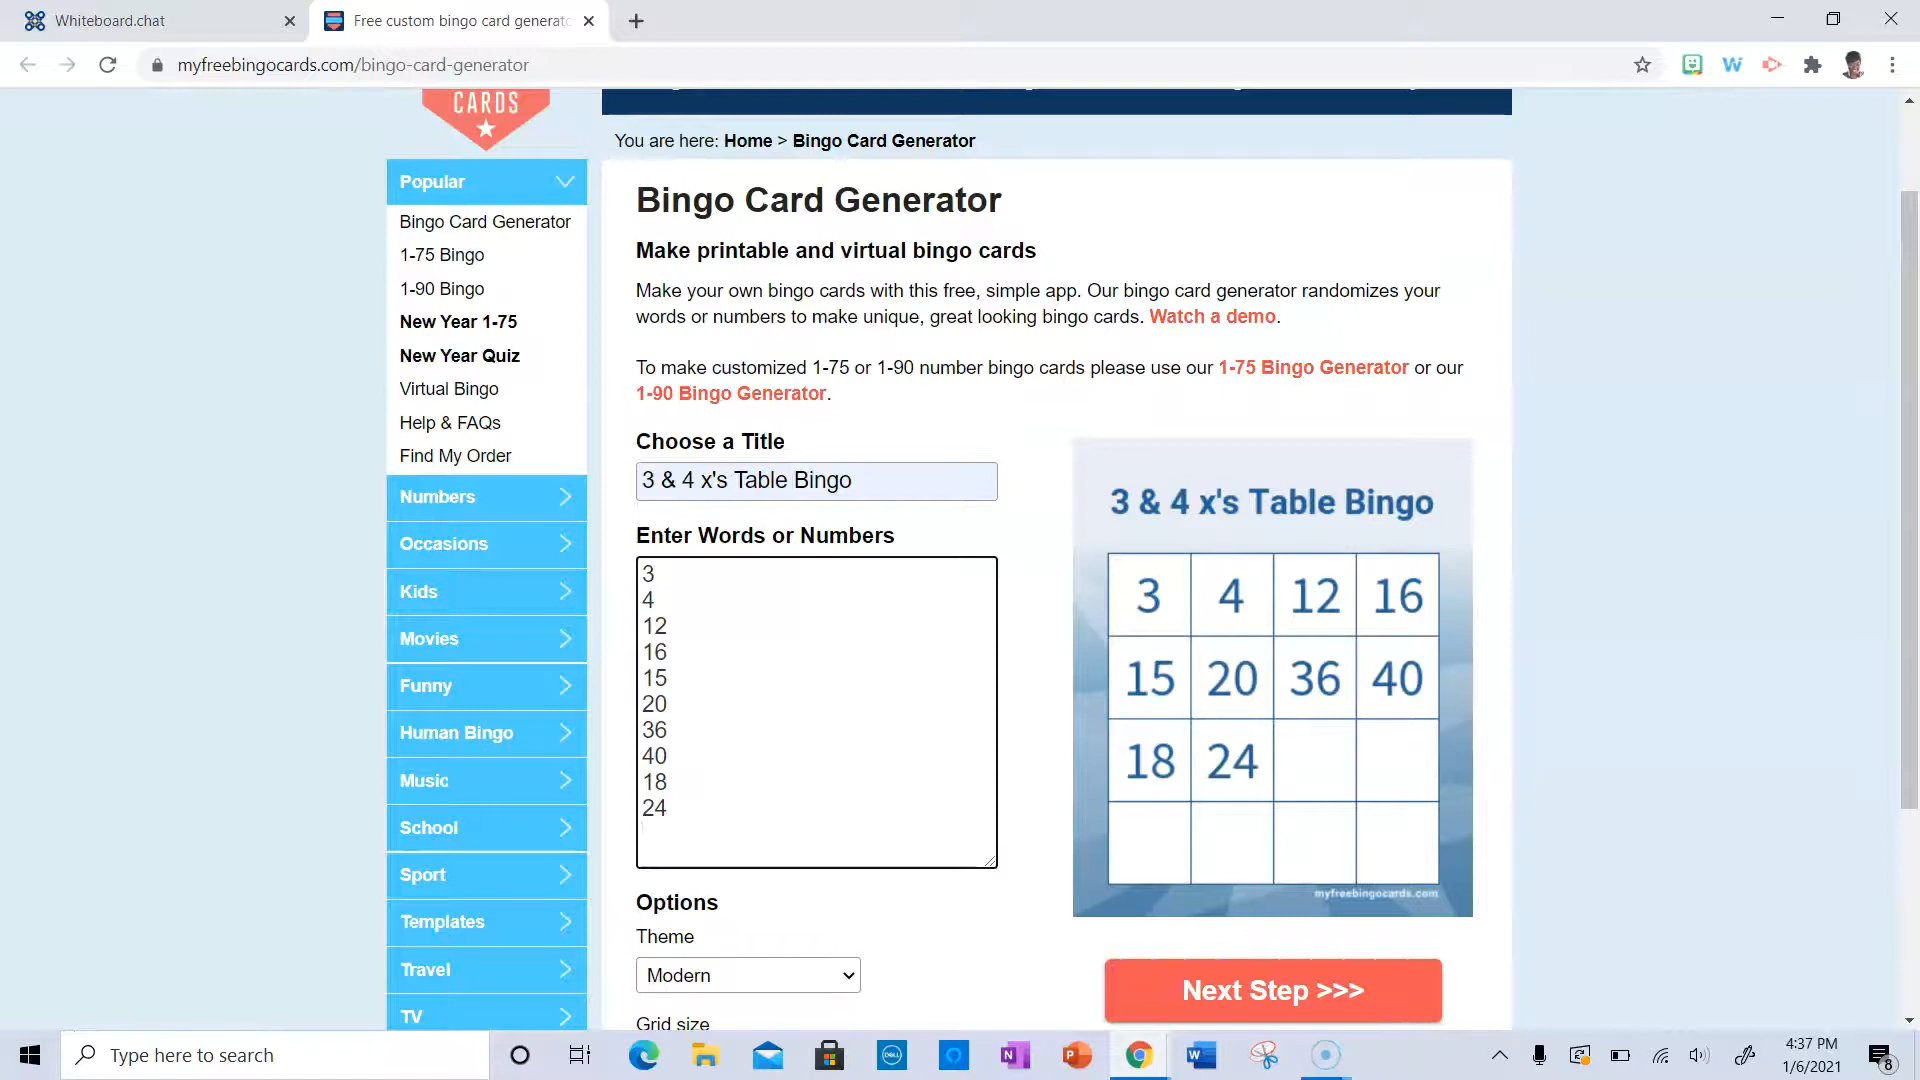 Whiteboard.chat
Free custom bingo card generato
myfreebingocards.com/bingo-card-generator
CARDS
You are here: Home > Bingo Card Generator
Popular
Bingo Card Generator
1-75 Bingo
1-90 Bingo
New Year 1-75
New Year Quiz
Virtual Bingo
Help & FAQs
Find My Order
Numbers
Occasions
Kids
Movies
Funny
Human Bingo
Music
School
Sport
Templates
Travel
TV
Bingo Card Generator
Make printable and virtual bingo cards
Make your own bingo cards with this free, simple app. Our bingo card generator randomizes your
words or numbers to make unique, great looking bingo cards. Watch a demo.
To make customized 1-75 or 1-90 number bingo cards please use our 1-75 Bingo Generator or our
1-90 Bingo Generator.
Choose a Title
3 & 4 x's Table Bingo
Enter Words or Numbers
3
4
12
16
15
20
36
40
18
24
Options
Theme
Modern
Grid size
3 & 4 x's Table Bingo
3 4 12 16
15 20 36 40
18 24
myfreebingocards.com
Next Step >>>
Type here to search
DELL
4:37 PM
1/6/2021
8